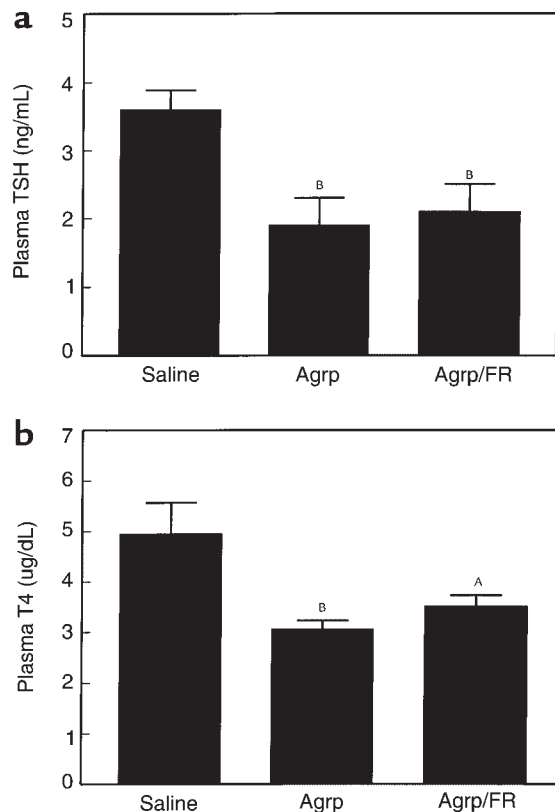 a
Plasma TSH (ng/mL)
5
4
3
2
1
0
B
B
Saline Agrp Agrp/FR
b
Plasma T4 (ug/dL)
7
6
5
4
3
2
1
0
B
A
Saline Agrp Agrp/FR